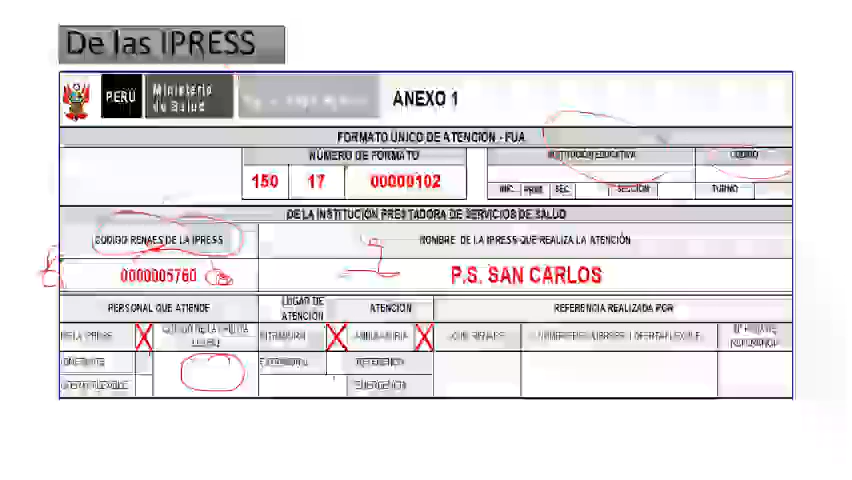 De las IPRESS
PERÚ
Ministerio
de Salud
ANEXO 1
FORMATO ÚNICO DE ATENCIÓN - FUA
NÚMERO DE FORMATO
INSTITUCIÓN EDUCATIVA
CÓDIGO
150 17 00000102
INIC. PRIM. SEC. SECCIÓN TURNO
DE LA INSTITUCIÓN PRESTADORA DE SERVICIOS DE SALUD
CÓDIGO RENAES DE LA IPRESS
NOMBRE DE LA IPRESS QUE REALIZA LA ATENCIÓN
0000005760
P.S. SAN CARLOS
PERSONAL QUE ATIENDE
LUGAR DE
ATENCIÓN
ATENCIÓN
REFERENCIA REALIZADA POR
DE LA IPRESS X
INTRAMURAL X
AMBULATORIA X
ITINERANTE
EXTRAMURAL
REFERENCIA
EMERGENCIA